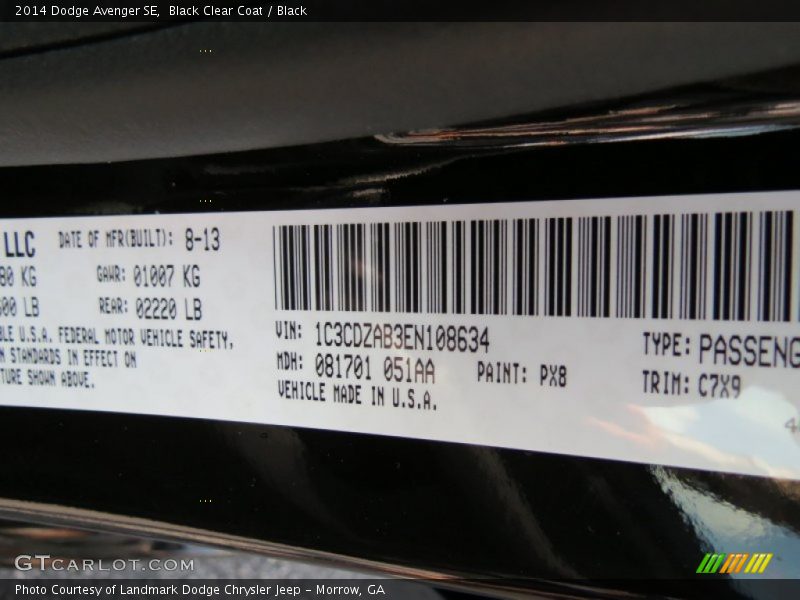 2014 Dodge Avenger SE, Black Clear Coat / Black
LLC DATE OF MFR(BUILT): 8-13
80 KG GAWR: 01007 KG
LB REAR: 02220 LB
U.S.A. FEDERAL MOTOR VEHICLE SAFETY,
N STANDARDS IN EFFECT ON
TURE SHOWN ABOVE.
VIN: 1C3CDZAB3EN108634
MDH: 081701 051AA PAINT: PX8
VEHICLE MADE IN U.S.A.
TYPE: PASSENG
TRIM: C7X9
GTCARLOT.COM
Photo Courtesy of Landmark Dodge Chrysler Jeep - Morrow, GA